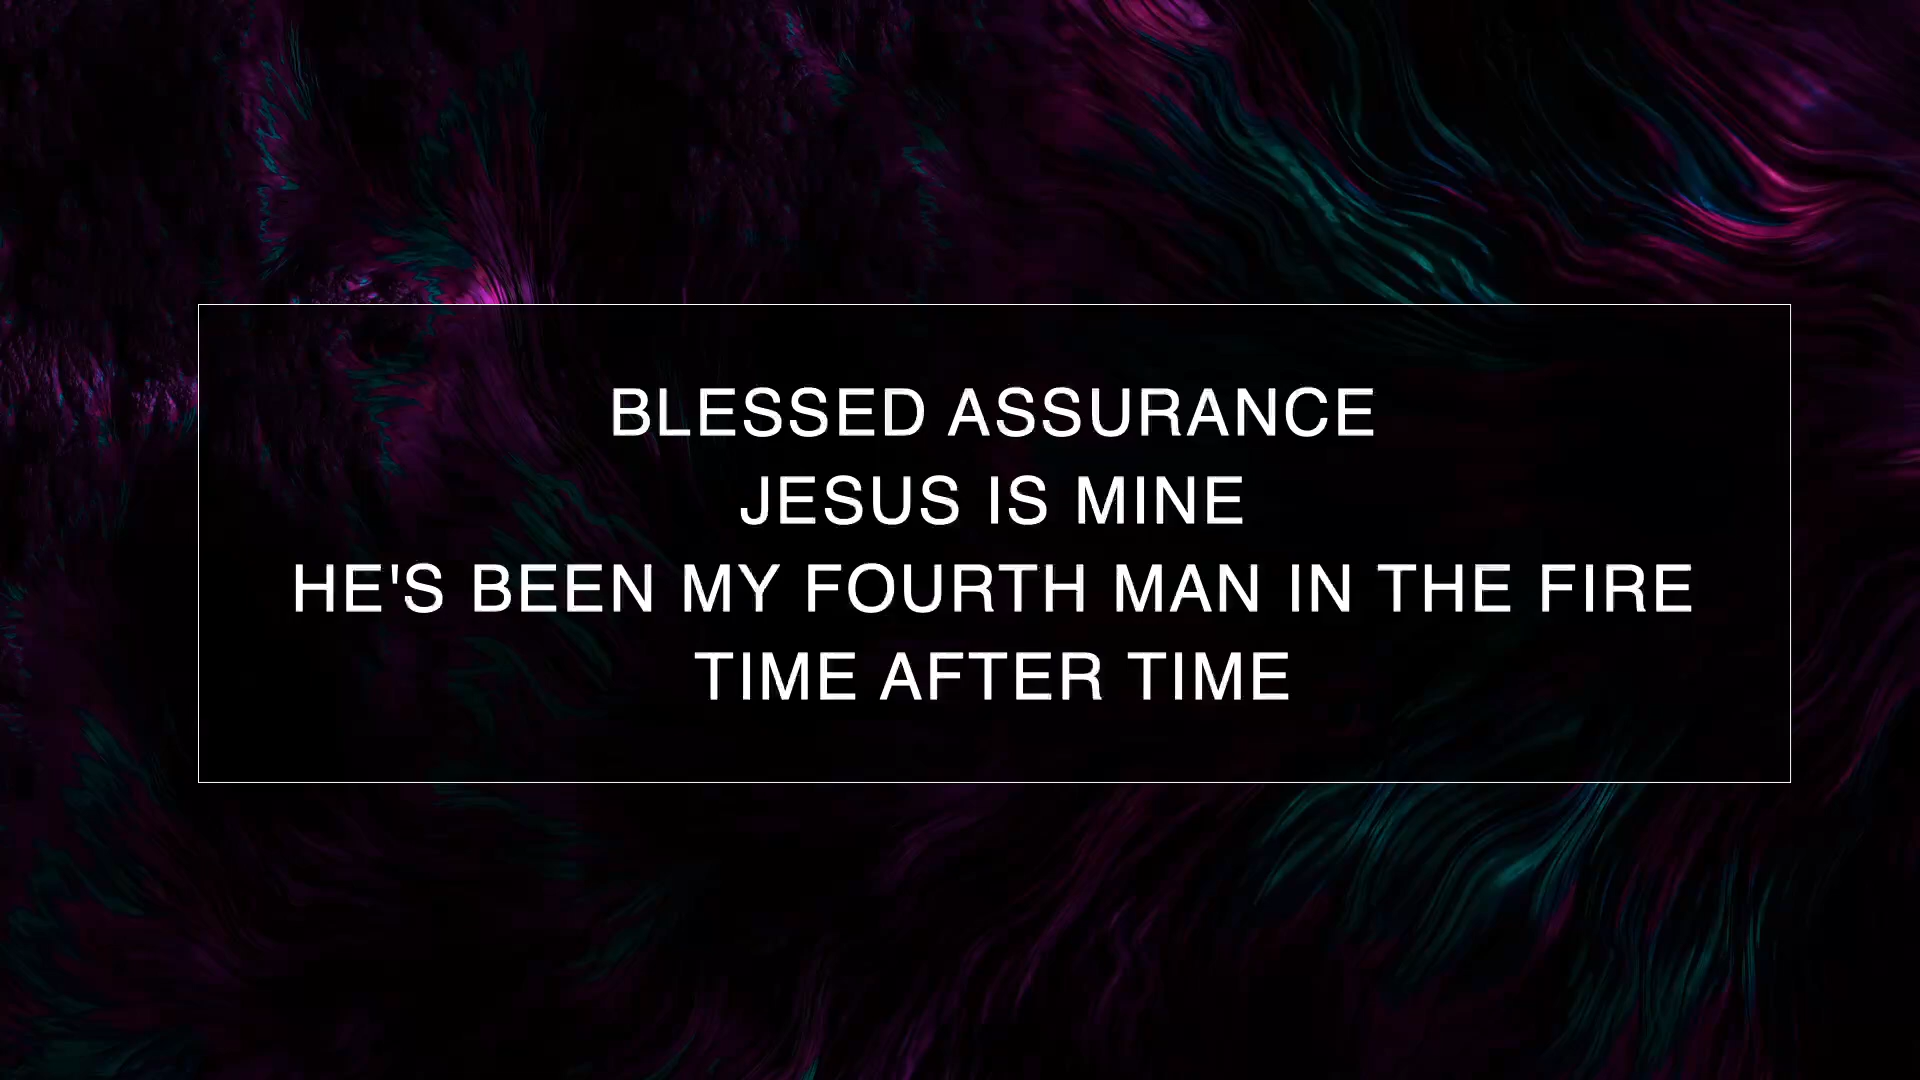 BLESSED ASSURANCE
JESUS IS MINE
HE'S BEEN MY FOURTH MAN IN THE FIRE
TIME AFTER TIME